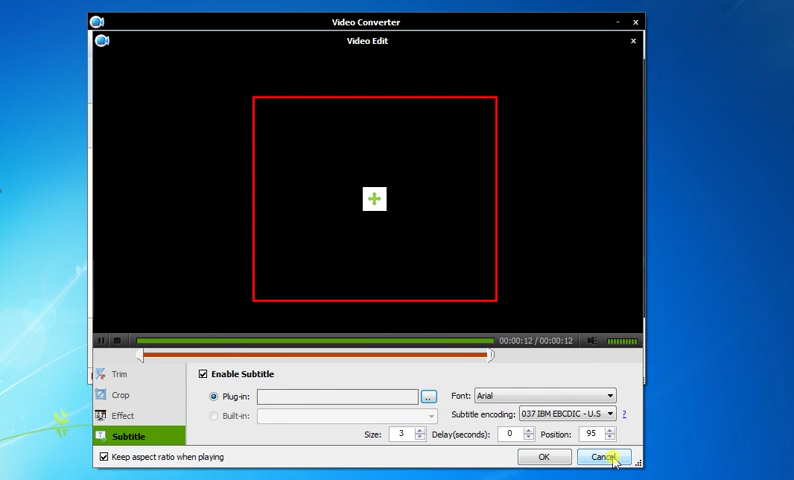 Video Converter
Video Edit
00:00:12 / 00:00:12
Trim
Crop
Effect
Subtitle
Enable Subtitle
Plug-in:
..
Font: Arial
Built-in:
Subtitle encoding: 037 IBM EBCDIC - U.S ?
Size: 3 Delay(seconds): 0 Position: 95
Keep aspect ratio when playing
OK
Cancel